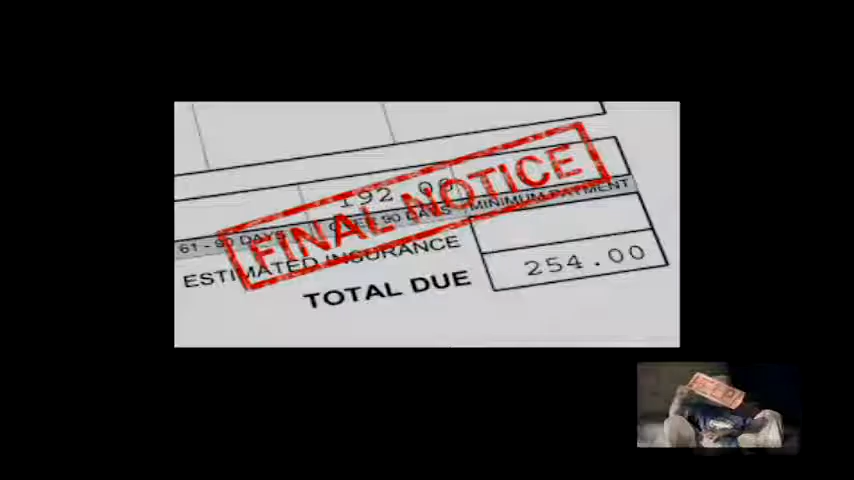 192 00
FINAL NOTICE
61 - 90 DAYS OVER 90 DAYS MINIMUM PAYMENT
ESTIMATED INSURANCE
TOTAL DUE 254.00